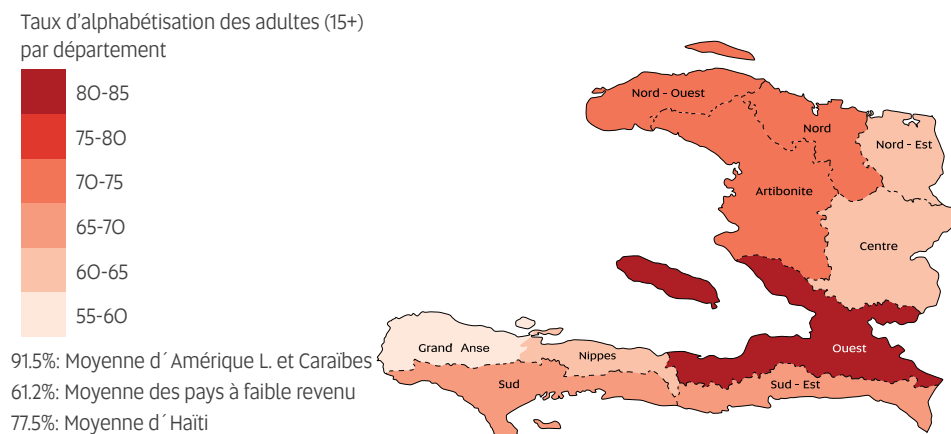 Taux d’alphabétisation des adultes (15+)
par département
80-85
75-80
70-75
65-70
60-65
55-60
91.5%: Moyenne d´Amérique L. et Caraïbes
61.2%: Moyenne des pays à faible revenu
77.5%: Moyenne d´Haïti
Nord - Ouest
Nord
Nord - Est
Artibonite
Centre
Ouest
Grand Anse
Nippes
Sud
Sud - Est